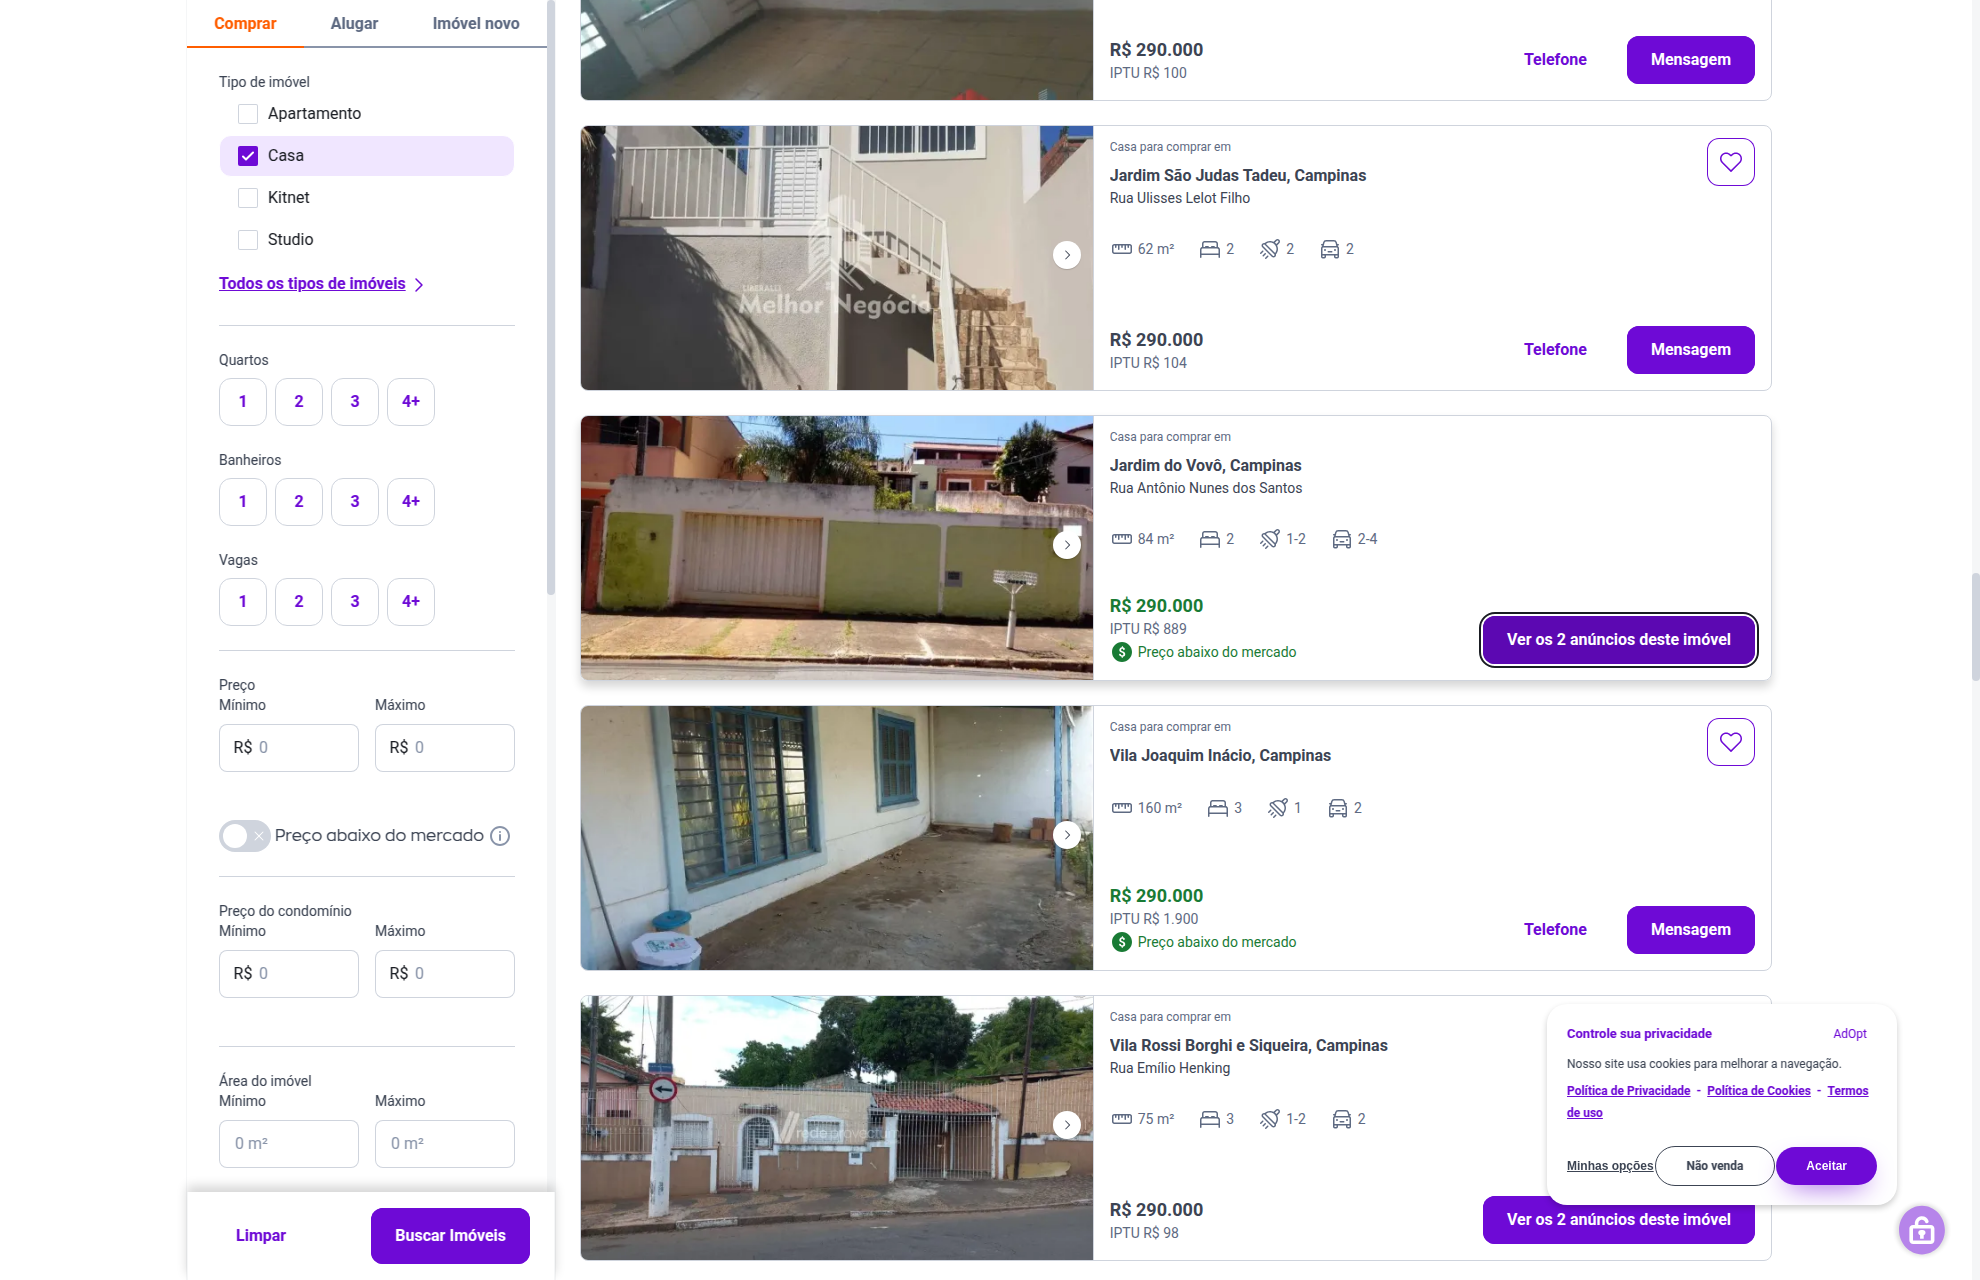 Comprar
Alugar
Imóvel novo
Tipo de imóvel
Apartamento
Casa
Kitnet
Studio
Todos os tipos de imóveis
Quartos
1
2
3
4+
Banheiros
1
2
3
4+
Vagas
1
2
3
4+
Preço
Mínimo
Máximo
R$ 0
R$ 0
Preço abaixo do mercado
Preço do condomínio
Mínimo
Máximo
R$ 0
R$ 0
Área do imóvel
Mínimo
Máximo
0 m²
0 m²
Limpar
Buscar Imóveis
R$ 290.000
IPTU R$ 100
Telefone
Mensagem
LIBERALLI
Melhor Negócio
Casa para comprar em
Jardim São Judas Tadeu, Campinas
Rua Ulisses Lelot Filho
62 m²
2
2
2
R$ 290.000
IPTU R$ 104
Telefone
Mensagem
Casa para comprar em
Jardim do Vovô, Campinas
Rua Antônio Nunes dos Santos
84 m²
2
1-2
2-4
R$ 290.000
IPTU R$ 889
$ Preço abaixo do mercado
Ver os 2 anúncios deste imóvel
Casa para comprar em
Vila Joaquim Inácio, Campinas
160 m²
3
1
2
R$ 290.000
IPTU R$ 1.900
$ Preço abaixo do mercado
Telefone
Mensagem
Casa para comprar em
Vila Rossi Borghi e Siqueira, Campinas
Rua Emílio Henking
75 m²
3
1-2
2
R$ 290.000
IPTU R$ 98
Ver os 2 anúncios deste imóvel
Controle sua privacidade
AdOpt
Nosso site usa cookies para melhorar a navegação.
Política de Privacidade - Política de Cookies - Termos
de uso
Minhas opções
Não venda
Aceitar